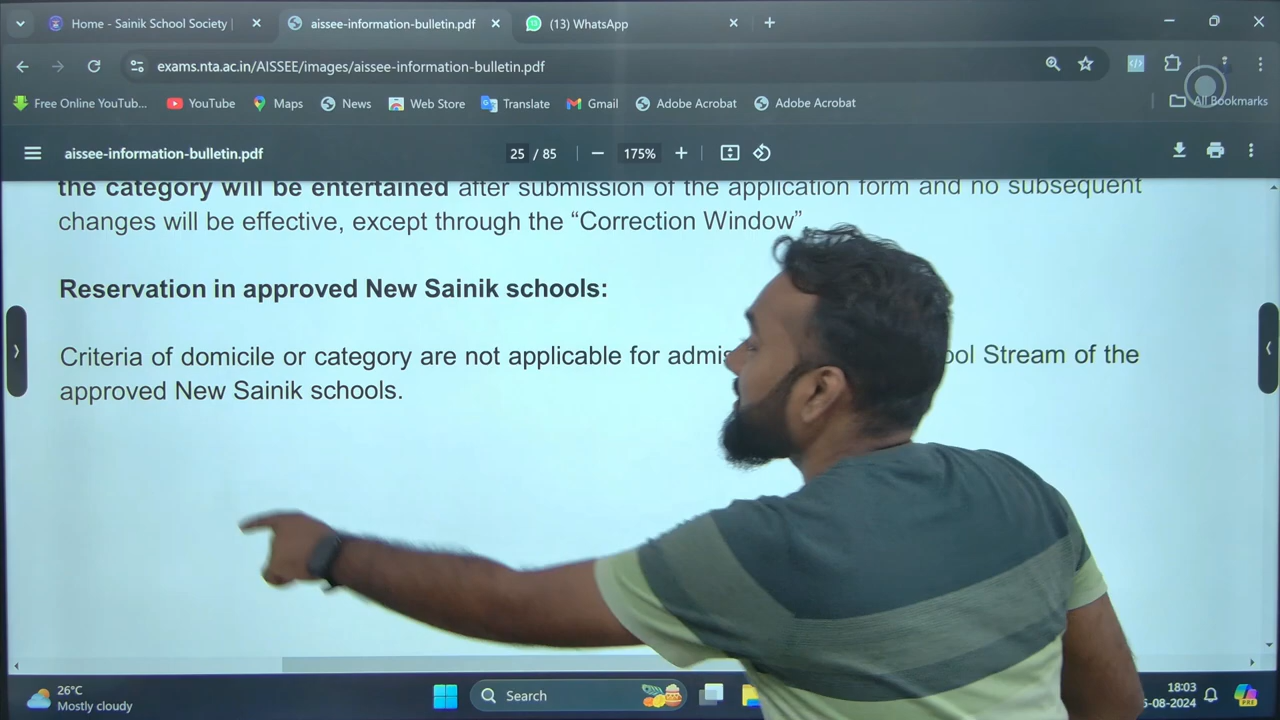 Home - Sainik School Society |
aissee-information-bulletin.pdf
(13) WhatsApp
exams.nta.ac.in/AISSEE/images/aissee-information-bulletin.pdf
Free Online YouTub...
YouTube
Maps
News
Web Store
Translate
Gmail
Adobe Acrobat
Adobe Acrobat
All Bookmarks
aissee-information-bulletin.pdf
25 / 85
175%
the category will be entertained after submission of the application form and no subsequent
changes will be effective, except through the “Correction Window”.
Reservation in approved New Sainik schools:
Criteria of domicile or category are not applicable for Stream of the
approved New Sainik schools.
26°C
Mostly cloudy
Search
18:03
-08-2024